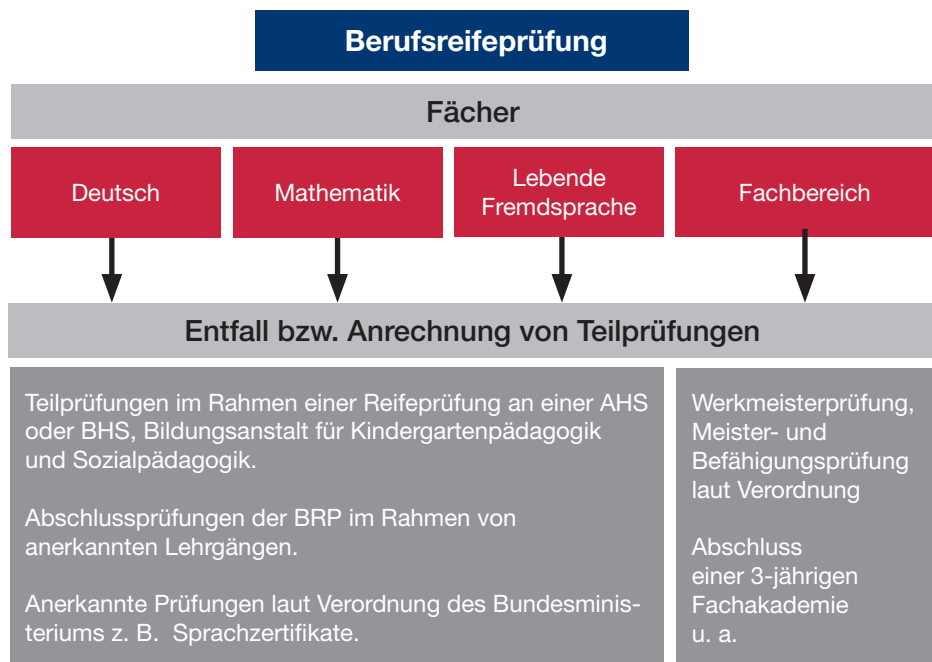 Berufsreifeprüfung
Fächer
Deutsch
Mathematik
Lebende
Fremdsprache
Fachbereich
Entfall bzw. Anrechnung von Teilprüfungen
Teilprüfungen im Rahmen einer Reifeprüfung an einer AHS
oder BHS, Bildungsanstalt für Kindergartenpädagogik
und Sozialpädagogik.
Abschlussprüfungen der BRP im Rahmen von
anerkannten Lehrgängen.
Anerkannte Prüfungen laut Verordnung des Bundesminis-
teriums z. B. Sprachzertifikate.
Werkmeisterprüfung,
Meister- und
Befähigungsprüfung
laut Verordnung
Abschluss
einer 3-jährigen
Fachakademie
u. a.